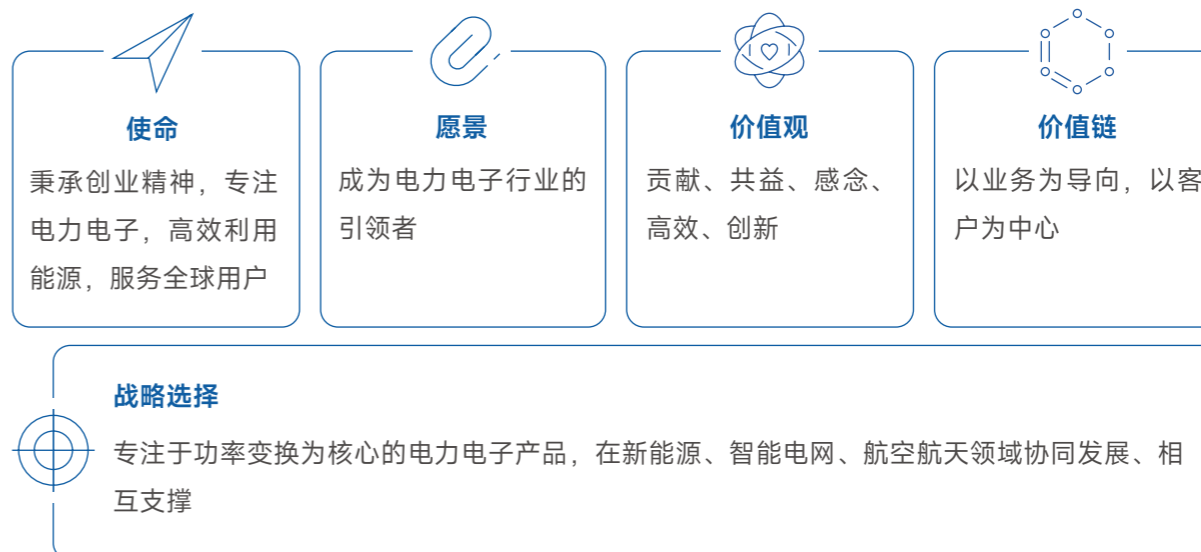 使命
秉承创业精神，专注
电力电子，高效利用
能源，服务全球用户
愿景
成为电力电子行业的
引领者
价值观
贡献、共益、感念、
高效、创新
价值链
以业务为导向，以客
户为中心
战略选择
专注于功率变换为核心的电力电子产品，在新能源、智能电网、航空航天领域协同发展、相
互支撑